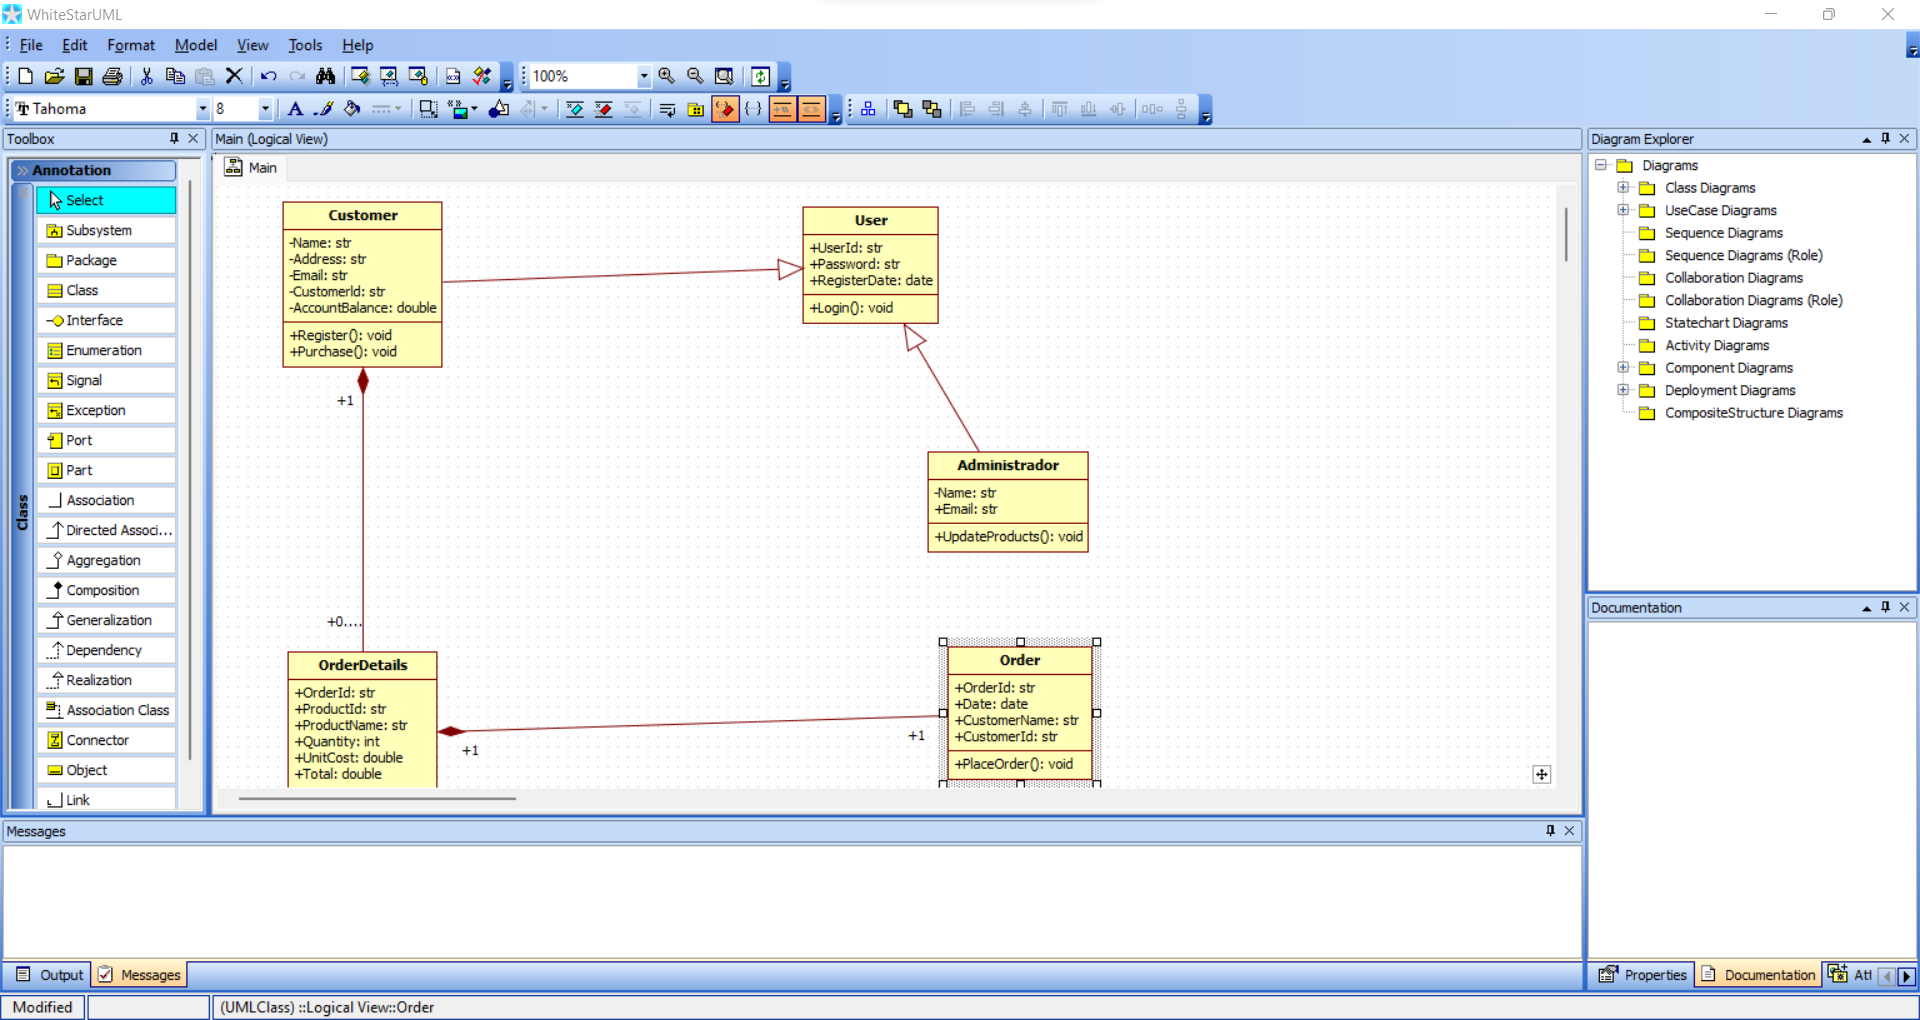 WhiteStarUML
File Edit Format Model View Tools Help
100%
Tahoma 8
Toolbox
Main (Logical View)
Diagram Explorer
Annotation
Select
Subsystem
Package
Class
Interface
Enumeration
Signal
Exception
Port
Part
Association
Directed Associ...
Aggregation
Composition
Generalization
Dependency
Realization
Association Class
Connector
Object
Link
Class
Main
Customer
-Name: str
-Address: str
-Email: str
-CustomerId: str
-AccountBalance: double
+Register(): void
+Purchase(): void
User
+UserId: str
+Password: str
+RegisterDate: date
+Login(): void
+1
Administrador
-Name: str
+Email: str
+UpdateProducts(): void
+0....
OrderDetails
+OrderId: str
+ProductId: str
+ProductName: str
+Quantity: int
+UnitCost: double
+Total: double
+1
+1
Order
+OrderId: str
+Date: date
+CustomerName: str
+CustomerId: str
+PlaceOrder(): void
Diagrams
Class Diagrams
UseCase Diagrams
Sequence Diagrams
Sequence Diagrams (Role)
Collaboration Diagrams
Collaboration Diagrams (Role)
Statechart Diagrams
Activity Diagrams
Component Diagrams
Deployment Diagrams
CompositeStructure Diagrams
Documentation
Messages
Output Messages
Properties Documentation Att
Modified
(UMLClass) ::Logical View::Order